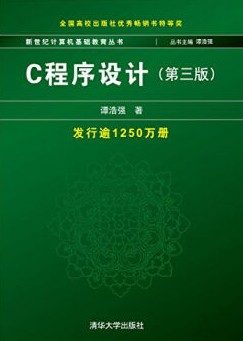 全国高校出版社优秀畅销书特等奖
新世纪计算机基础教育丛书 丛书主编 谭浩强
C程序设计（第三版）
谭浩强 著
发行逾1250万册
清华大学出版社